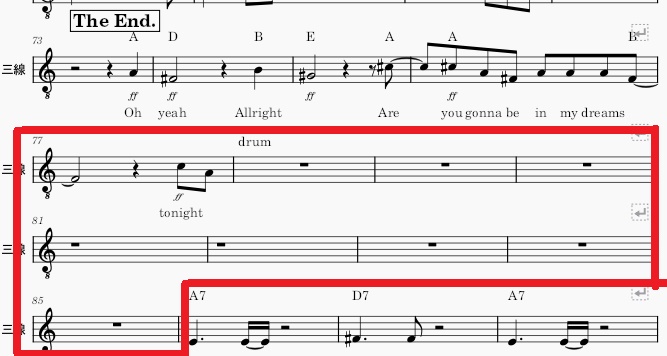 The End.
73 A D B E A A B
三線
ff ff ff ff
Oh yeah Allright Are you gonna be in my dreams
77 drum
三線
ff
tonight
81
三線
85 A7 D7 A7
三線